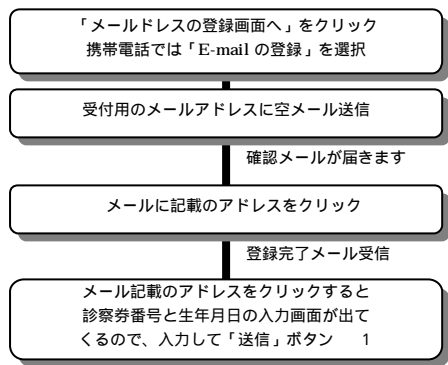 「メールドレスの登録画面へ」をクリック
携帯電話では「E-mail の登録」を選択
受付用のメールアドレスに空メール送信
確認メールが届きます
メールに記載のアドレスをクリック
登録完了メール受信
メール記載のアドレスをクリックすると
診察券番号と生年月日の入力画面が出て
くるので、入力して「送信」ボタン 1